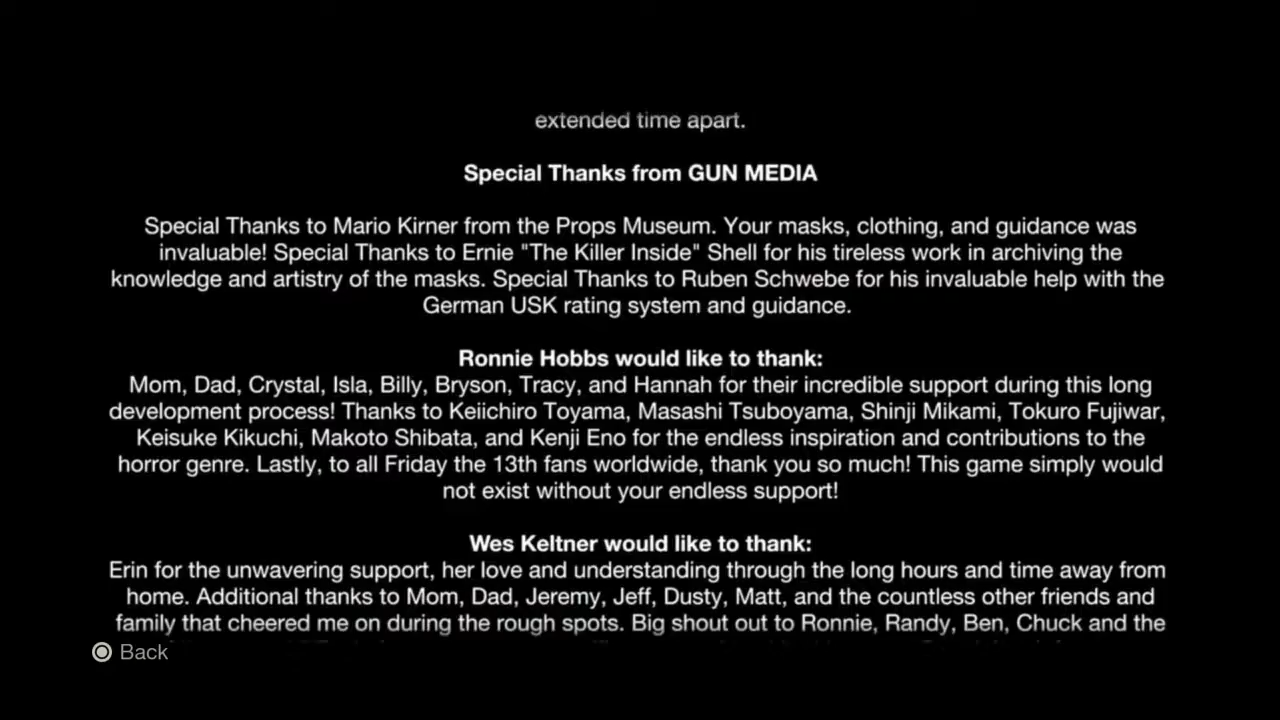 extended time apart.
Special Thanks from GUN MEDIA
Special Thanks to Mario Kirner from the Props Museum. Your masks, clothing, and guidance was
invaluable! Special Thanks to Ernie "The Killer Inside" Shell for his tireless work in archiving the
knowledge and artistry of the masks. Special Thanks to Ruben Schwebe for his invaluable help with the
German USK rating system and guidance.
Ronnie Hobbs would like to thank:
Mom, Dad, Crystal, Isla, Billy, Bryson, Tracy, and Hannah for their incredible support during this long
development process! Thanks to Keiichiro Toyama, Masashi Tsuboyama, Shinji Mikami, Tokuro Fujiwar,
Keisuke Kikuchi, Makoto Shibata, and Kenji Eno for the endless inspiration and contributions to the
horror genre. Lastly, to all Friday the 13th fans worldwide, thank you so much! This game simply would
not exist without your endless support!
Wes Keltner would like to thank:
Erin for the unwavering support, her love and understanding through the long hours and time away from
home. Additional thanks to Mom, Dad, Jeremy, Jeff, Dusty, Matt, and the countless other friends and
family that cheered me on during the rough spots. Big shout out to Ronnie, Randy, Ben, Chuck and the
Back